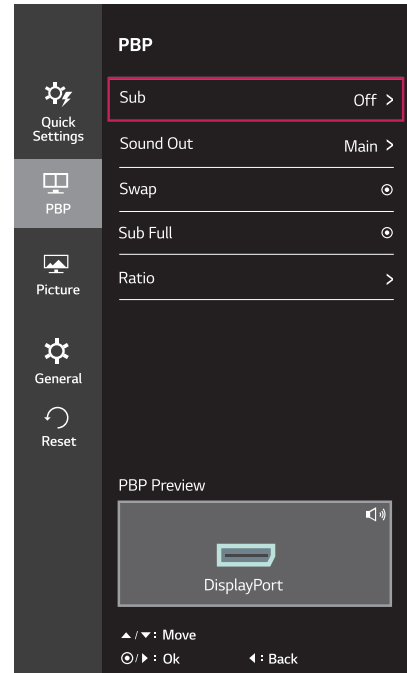 PBP
Quick
Settings
PBP
Picture
General
Reset
Sub Off >
Sound Out Main >
Swap
Sub Full
Ratio >
PBP Preview
DisplayPort
▲/▼: Move
◉/▶ : Ok ◀ : Back